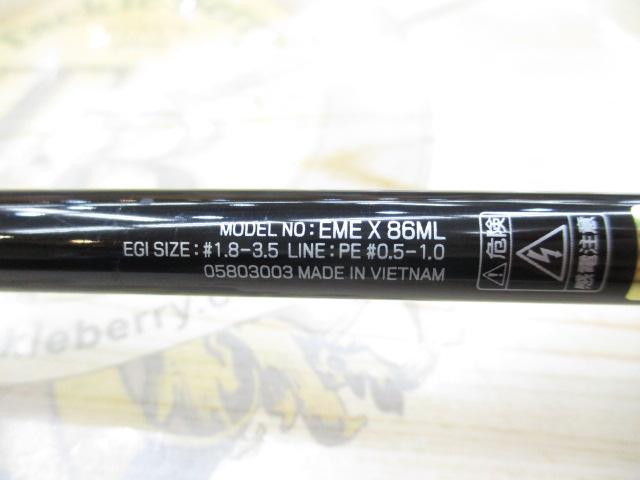 MODEL NO: EME X 86ML
EGI SIZE: #1.8-3.5 LINE: PE #0.5-1.0
05803003 MADE IN VIETNAM
危険
感電注意
kleberry.c